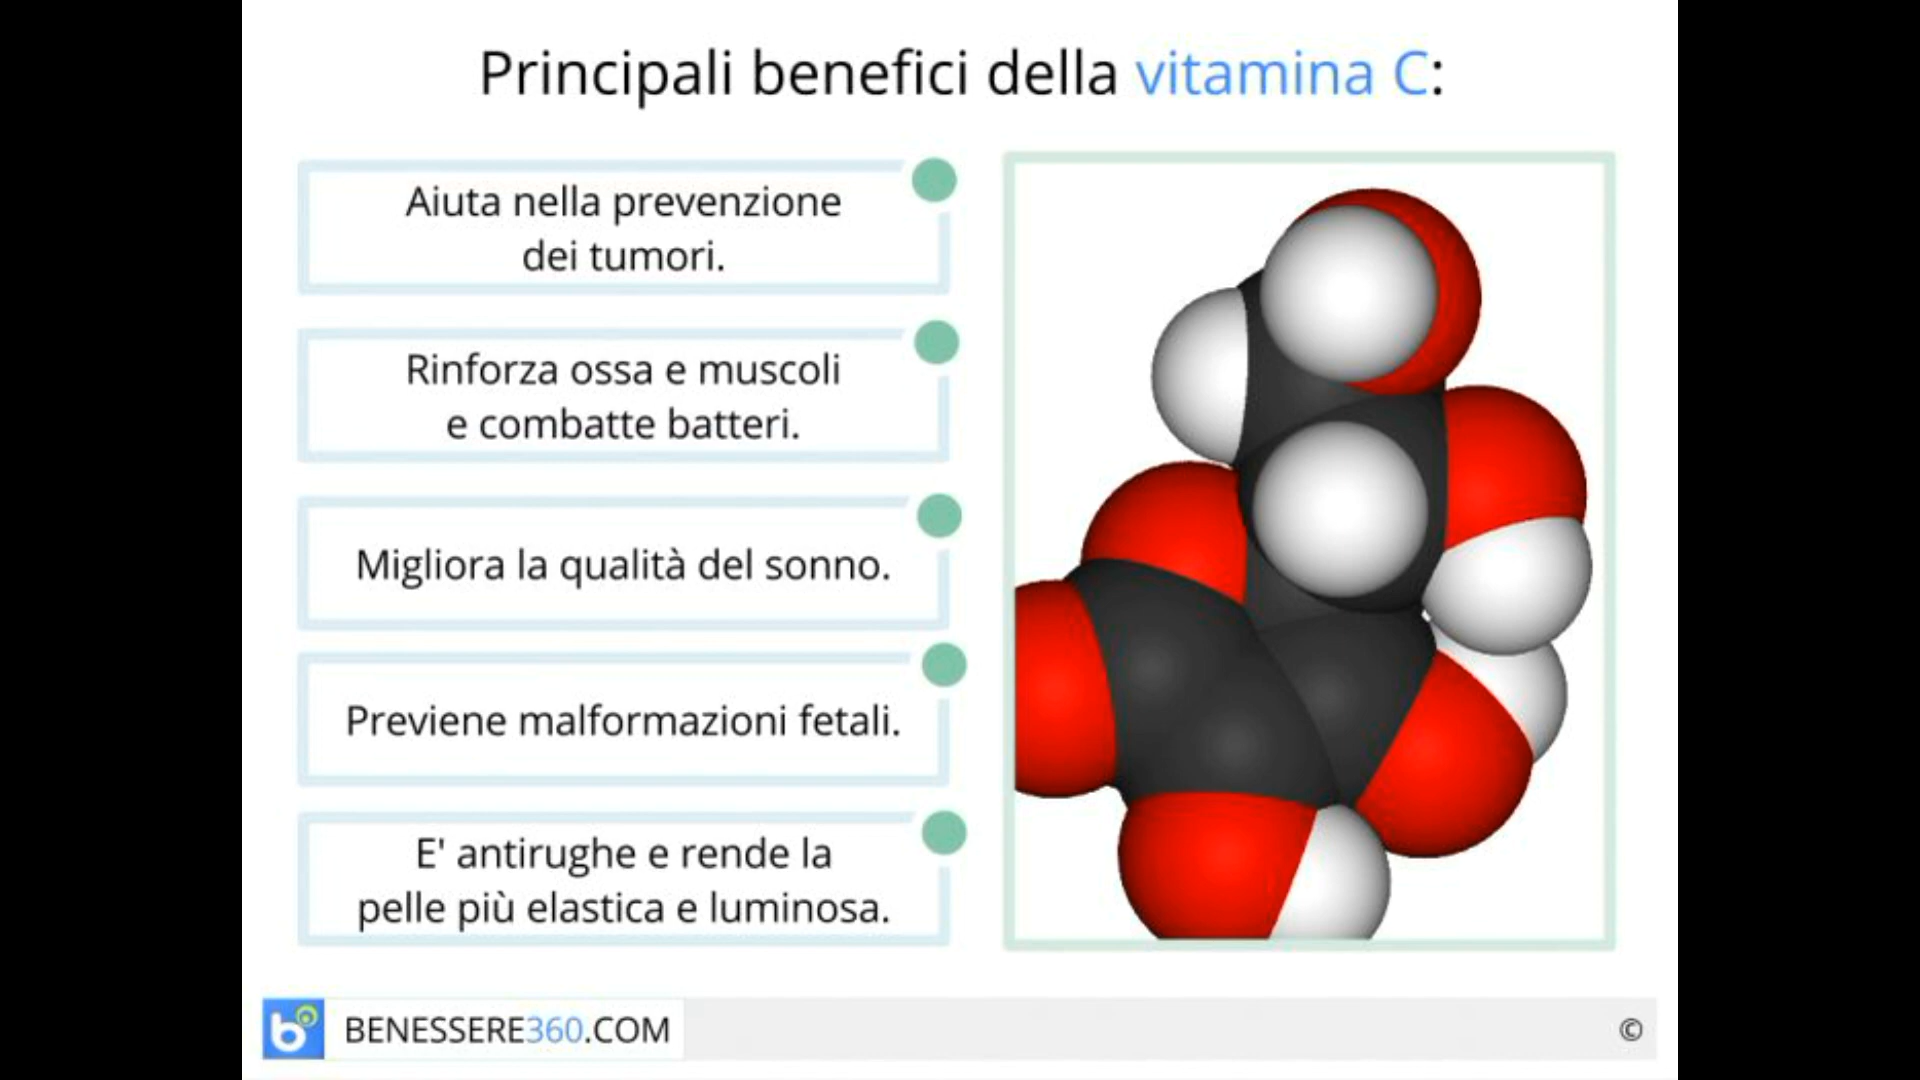 Principali benefici della vitamina C:
Aiuta nella prevenzione
dei tumori.
Rinforza ossa e muscoli
e combatte batteri.
Migliora la qualità del sonno.
Previene malformazioni fetali.
E' antirughe e rende la
pelle più elastica e luminosa.
b BENESSERE360.COM
©